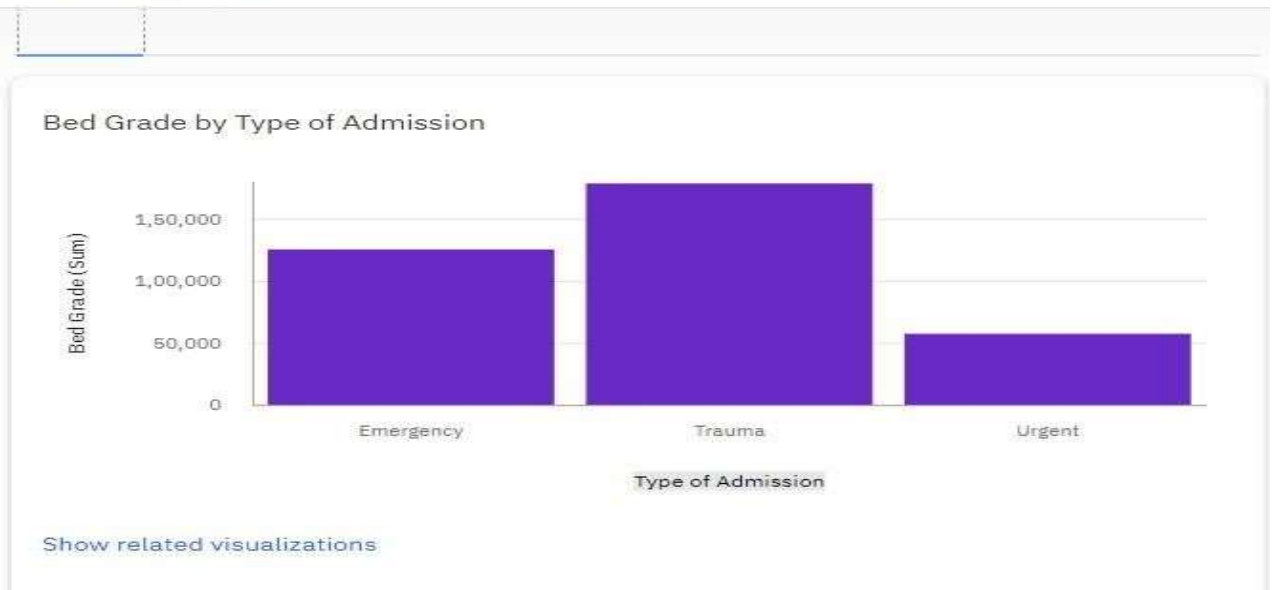 Bed Grade by Type of Admission
Bed Grade (Sum)
1,50,000
1,00,000
50,000
0
Emergency Trauma Urgent
Type of Admission
Show related visualizations